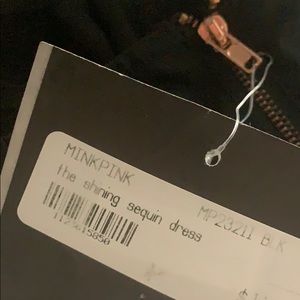 MINKPINK MP23211 BLK
the shining sequin dress